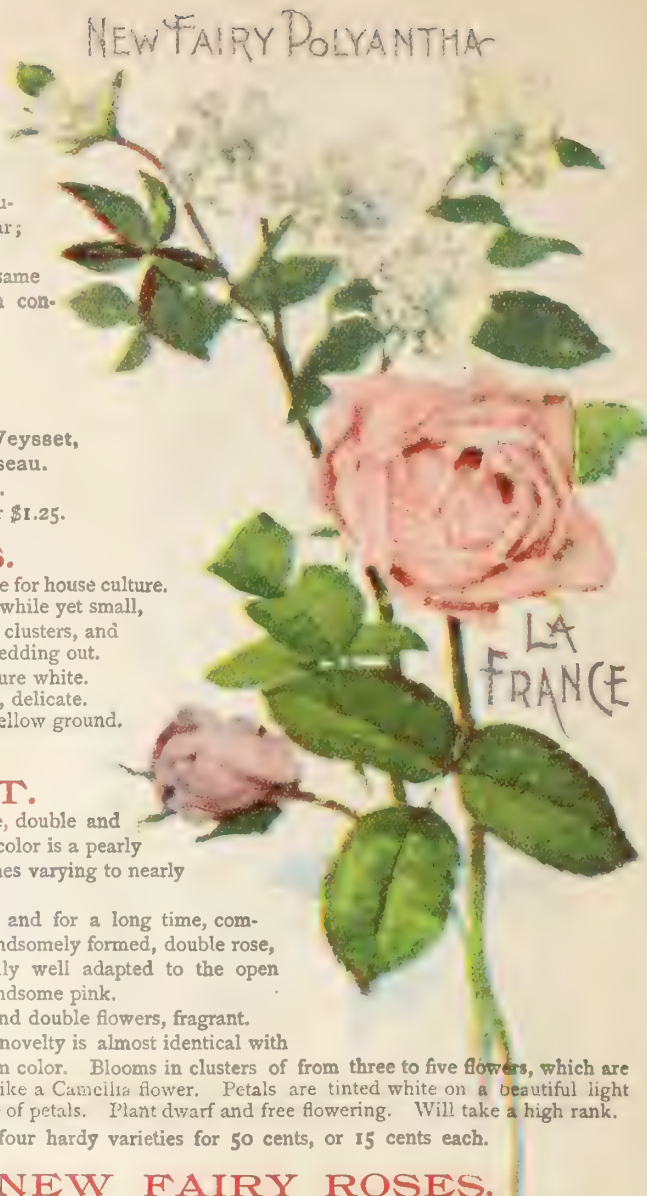 NEW FAIRY POLYANTHA
u-
ar;
same
con-
Veysset,
seau.
$1.25.
s.
e for house culture.
while yet small,
clusters, and
edding out.
ure white.
, delicate.
ellow ground.
T.
e, double and
color is a pearly
nes varying to nearly
and for a long time, com-
ndsomely formed, double rose,
lly well adapted to the open
ndsome pink.
nd double flowers, fragrant.
novelty is almost identical with
n color. Blooms in clusters of from three to five flowers, which are
like a Camellia flower. Petals are tinted white on a beautiful light
of petals. Plant dwarf and free flowering. Will take a high rank.
four hardy varieties for 50 cents, or 15 cents each.
NEW FAIRY ROSES.
LA
FRANCE